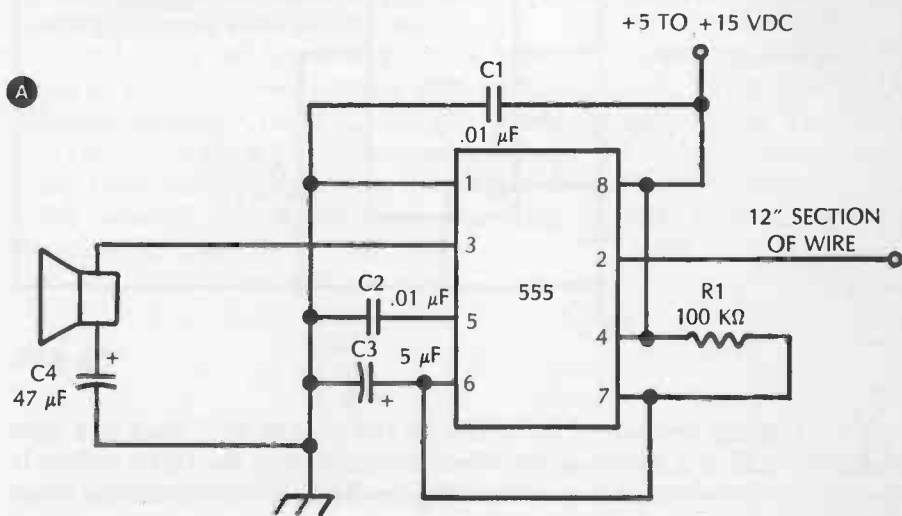 +5 TO +15 VDC
A
C1
.01 μF
1
8
12" SECTION
OF WIRE
3
2
C2
.01 μF
555
R1
100 KΩ
5
4
C3
5 μF
6
7
+
+
C4
47 μF